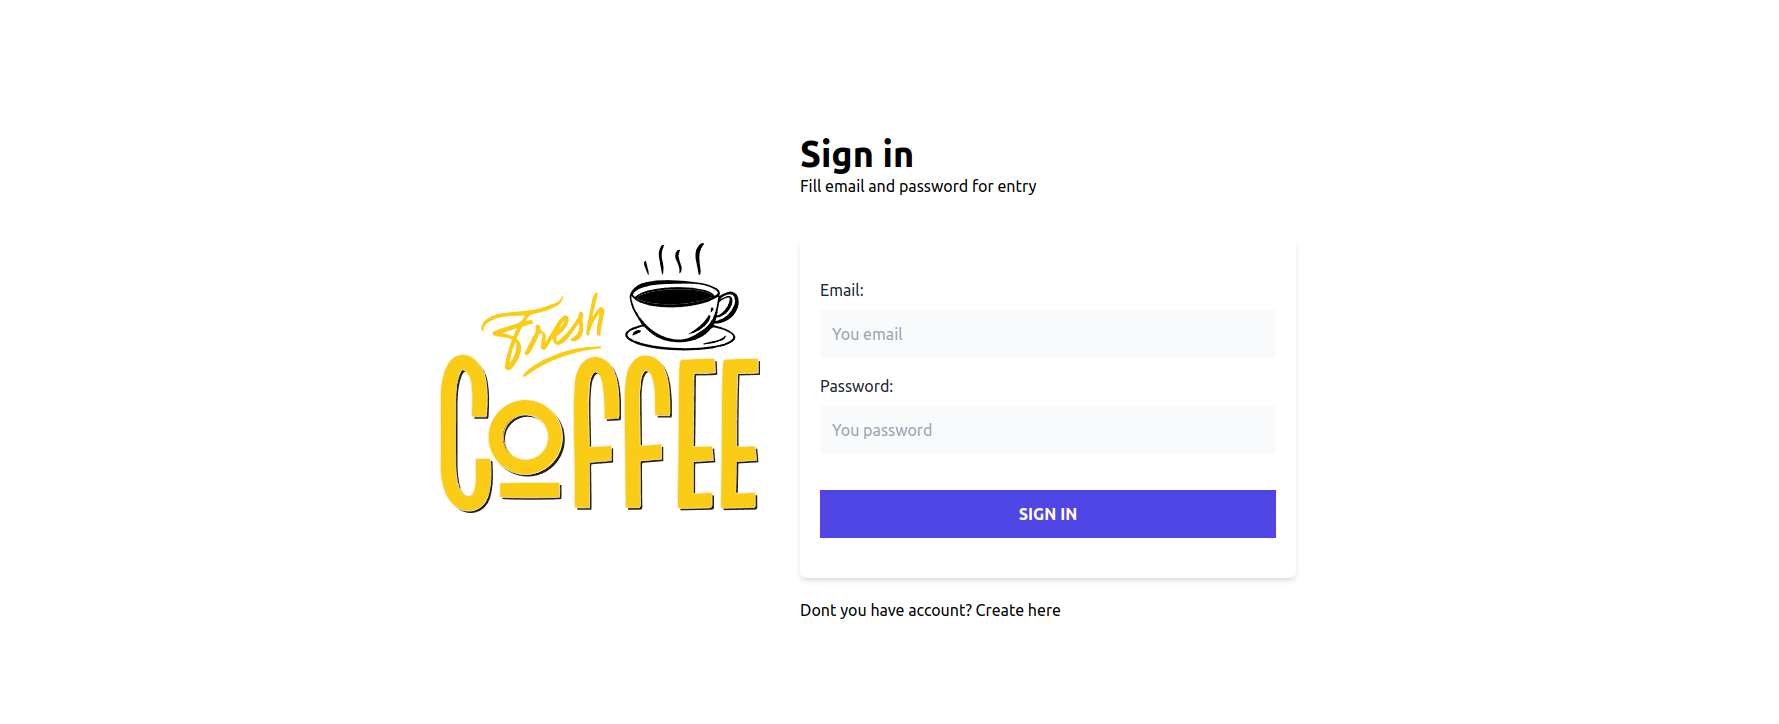 Sign in
Fill email and password for entry
Fresh
COFFEE
Email:
You email
Password:
You password
SIGN IN
Dont you have account? Create here